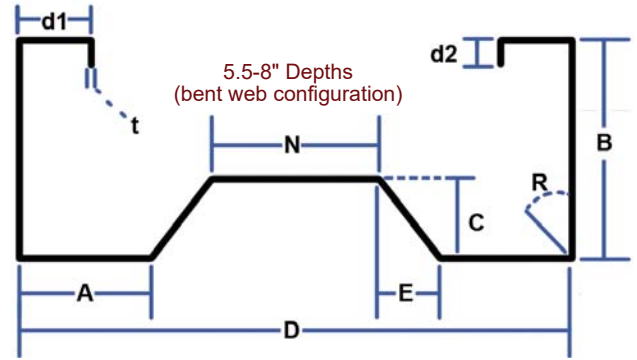 d1
d2
5.5-8" Depths
(bent web configuration)
t
N
B
R
C
A
E
D